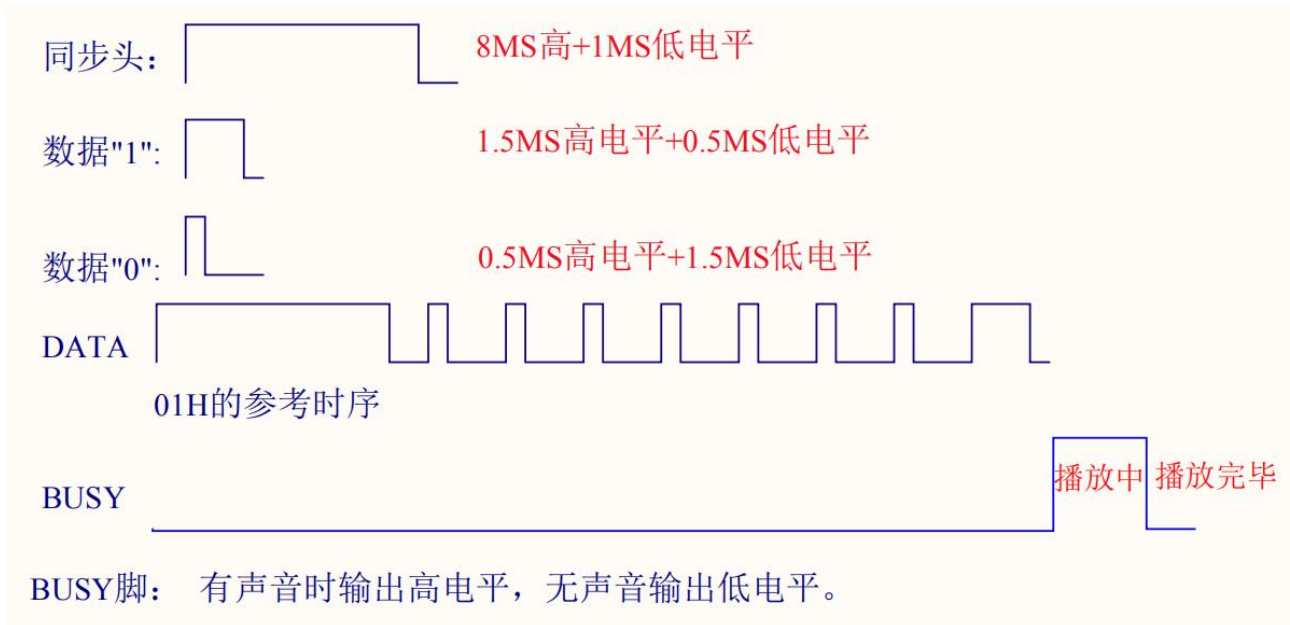 同步头： 8MS高+1MS低电平
数据"1": 1.5MS高电平+0.5MS低电平
数据"0": 0.5MS高电平+1.5MS低电平
DATA
01H的参考时序
播放中 播放完毕
BUSY
BUSY脚： 有声音时输出高电平，无声音输出低电平。